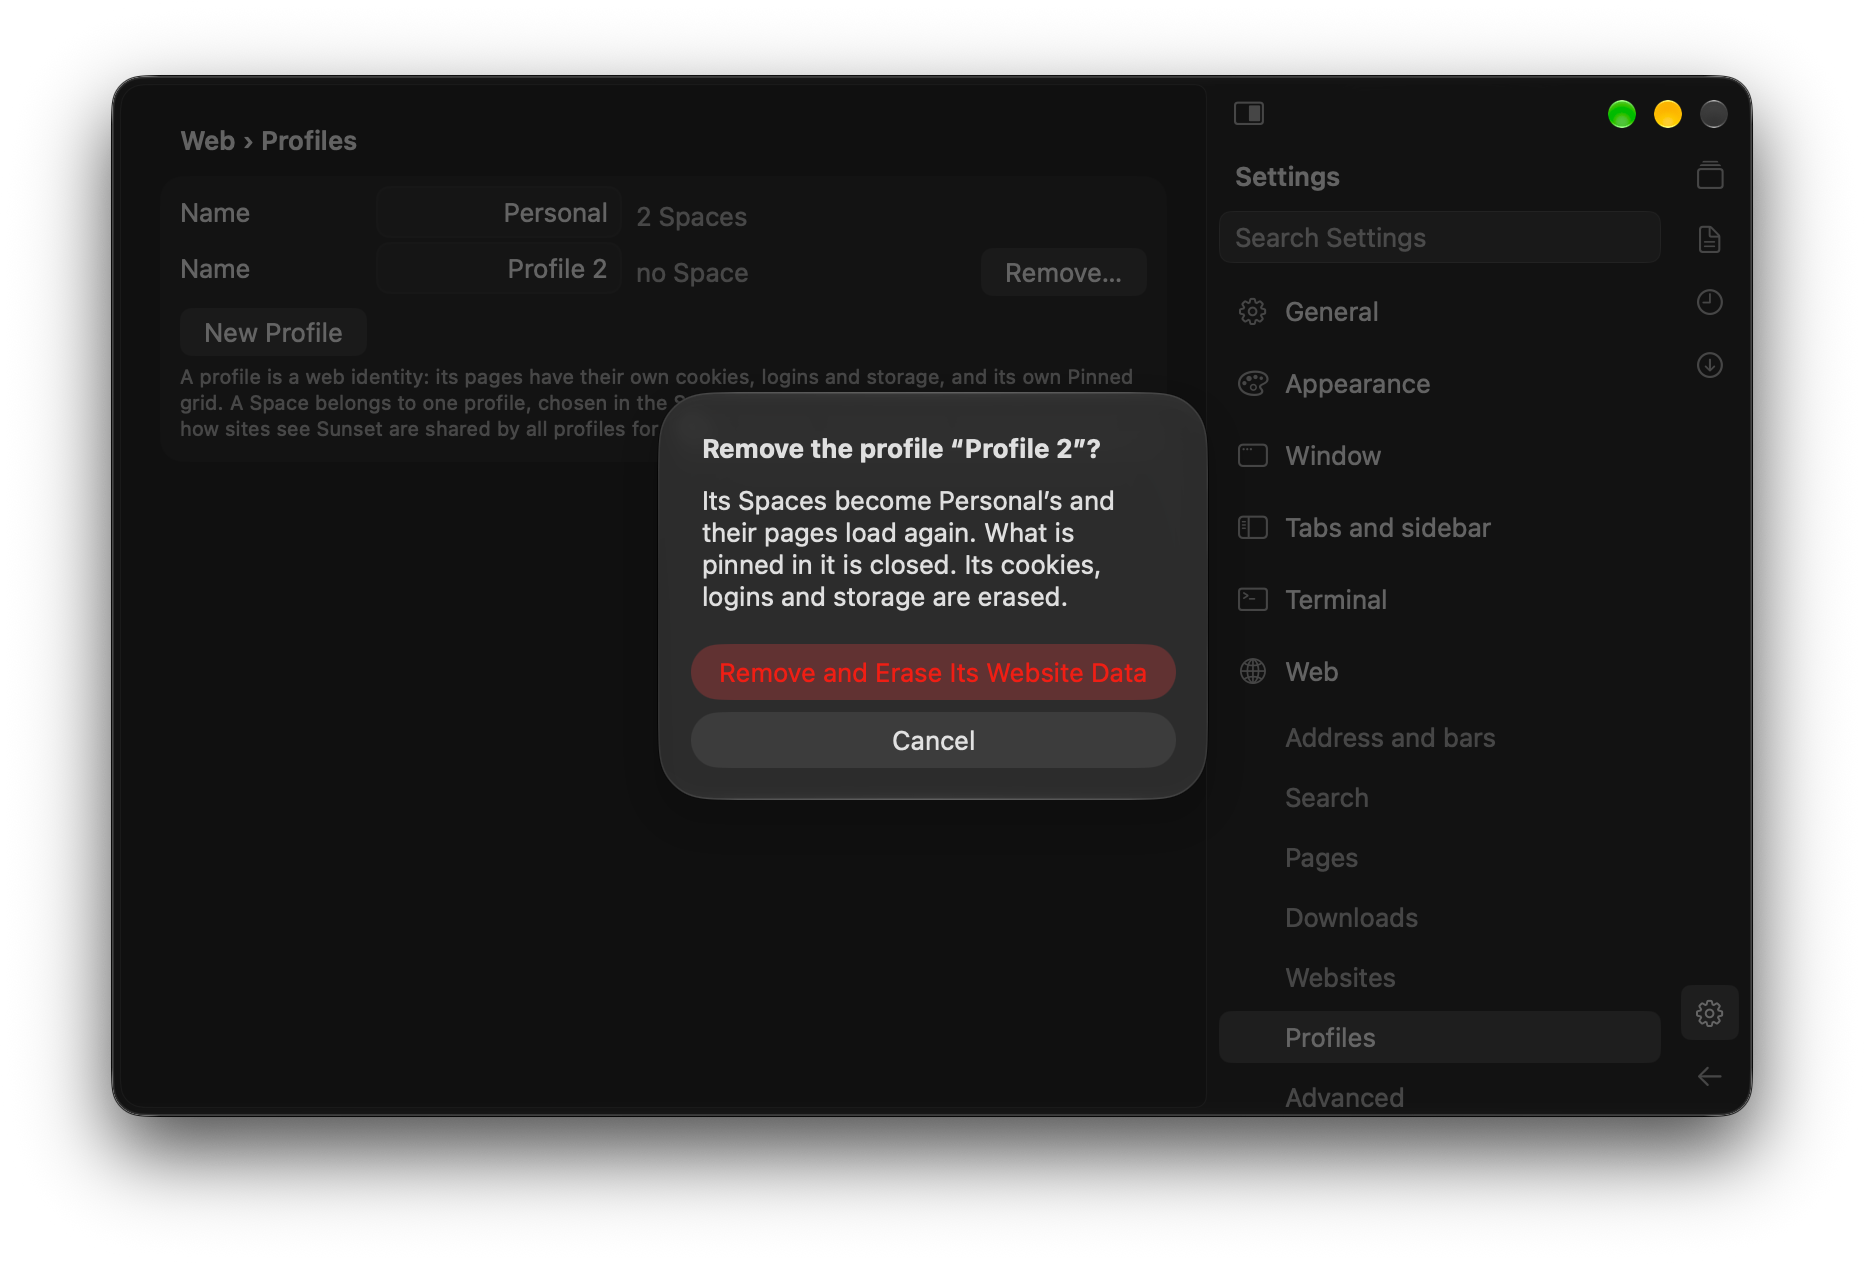 Web › Profiles
Name
Personal
2 Spaces
Name
Profile 2
no Space
Remove...
New Profile
A profile is a web identity: its pages have their own cookies, logins and storage, and its own Pinned
grid. A Space belongs to one profile, chosen in the
how sites see Sunset are shared by all profiles for
Remove the profile “Profile 2”?
Its Spaces become Personal’s and
their pages load again. What is
pinned in it is closed. Its cookies,
logins and storage are erased.
Remove and Erase Its Website Data
Cancel
Settings
Search Settings
General
Appearance
Window
Tabs and sidebar
Terminal
Web
Address and bars
Search
Pages
Downloads
Websites
Profiles
Advanced